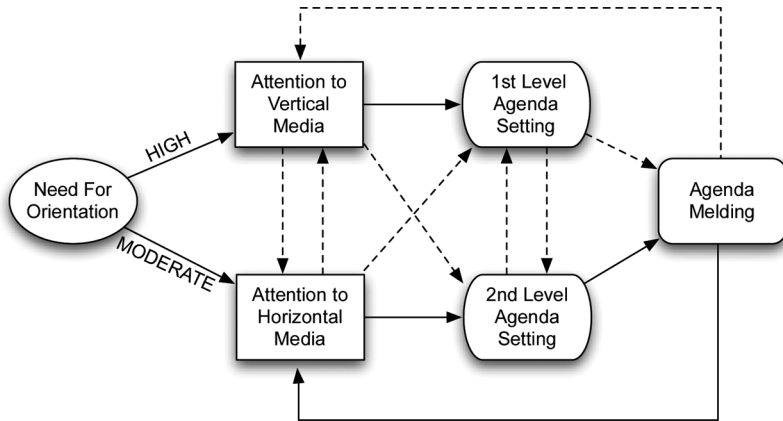 Attention to
Vertical
Media
1st Level
Agenda
Setting
HIGH
Need For
Orientation
Agenda
Melding
MODERATE
Attention to
Horizontal
Media
2nd Level
Agenda
Setting